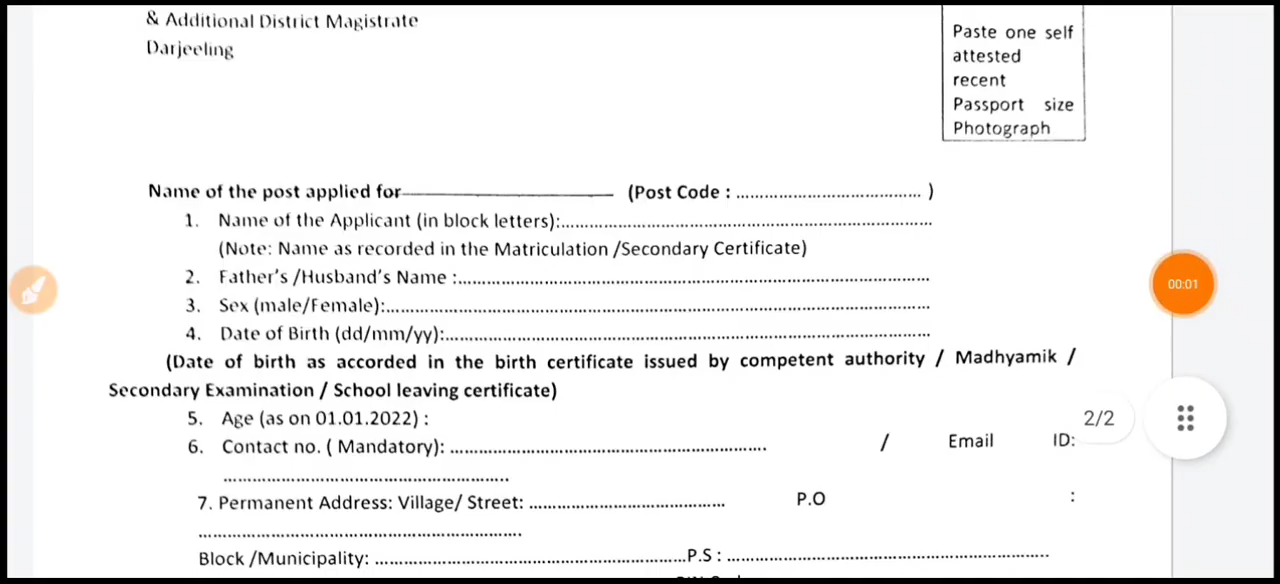 & Additional District Magistrate
Darjeeling
Paste one self
attested
recent
Passport size
Photograph
Name of the post applied for (Post Code : ........................................ )
1. Name of the Applicant (in block letters):................................................................................
(Note: Name as recorded in the Matriculation /Secondary Certificate)
2. Father's /Husband's Name :....................................................................................................
3. Sex (male/Female):..................................................................................................................
4. Date of Birth (dd/mm/yy):.......................................................................................................
(Date of birth as accorded in the birth certificate issued by competent authority / Madhyamik /
Secondary Examination / School leaving certificate)
5. Age (as on 01.01.2022) :
6. Contact no. ( Mandatory): .................................................................... / Email ID:
.............................................................
7. Permanent Address: Village/ Street: .......................................... P.O :
.....................................................................
Block /Municipality: ...................................................................P.S : .....................................................................
00:01
2/2